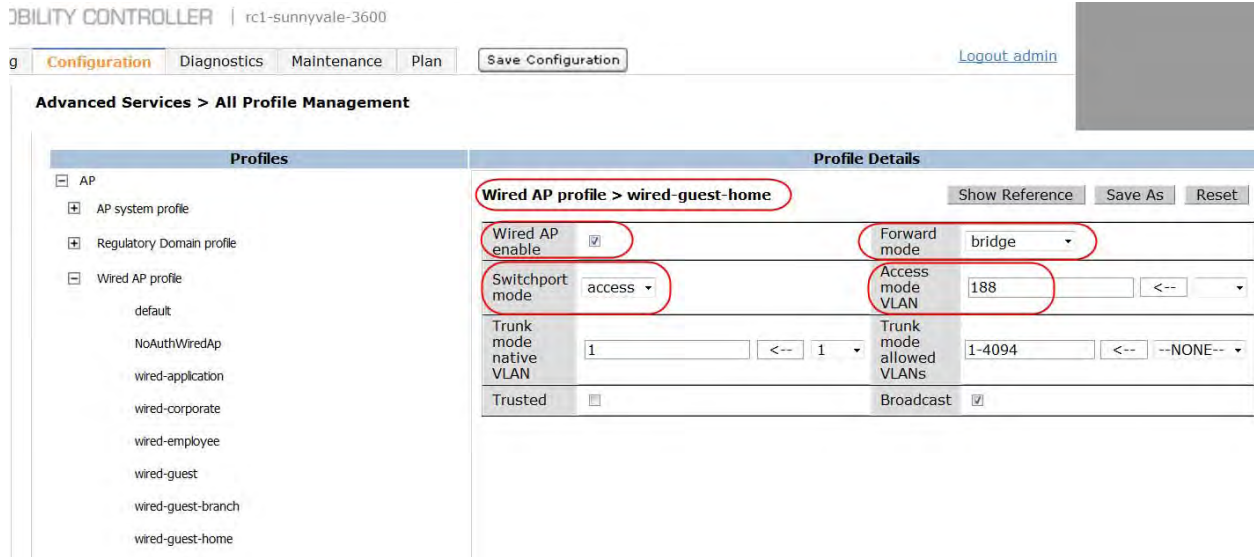 OBILITY CONTROLLER | rc1-sunnyvale-3600
g Configuration Diagnostics Maintenance Plan Save Configuration Logout admin
Advanced Services > All Profile Management
Profiles
AP
AP system profile
Regulatory Domain profile
Wired AP profile
default
NoAuthWiredAp
wired-application
wired-corporate
wired-employee
wired-guest
wired-guest-branch
wired-guest-home
Profile Details
Wired AP profile > wired-guest-home Show Reference Save As Reset
Wired AP enable
Forward mode bridge
Switchport mode access
Access mode VLAN 188 <--
Trunk mode native VLAN 1 <-- 1
Trunk mode allowed VLANs 1-4094 <-- --NONE--
Trusted
Broadcast